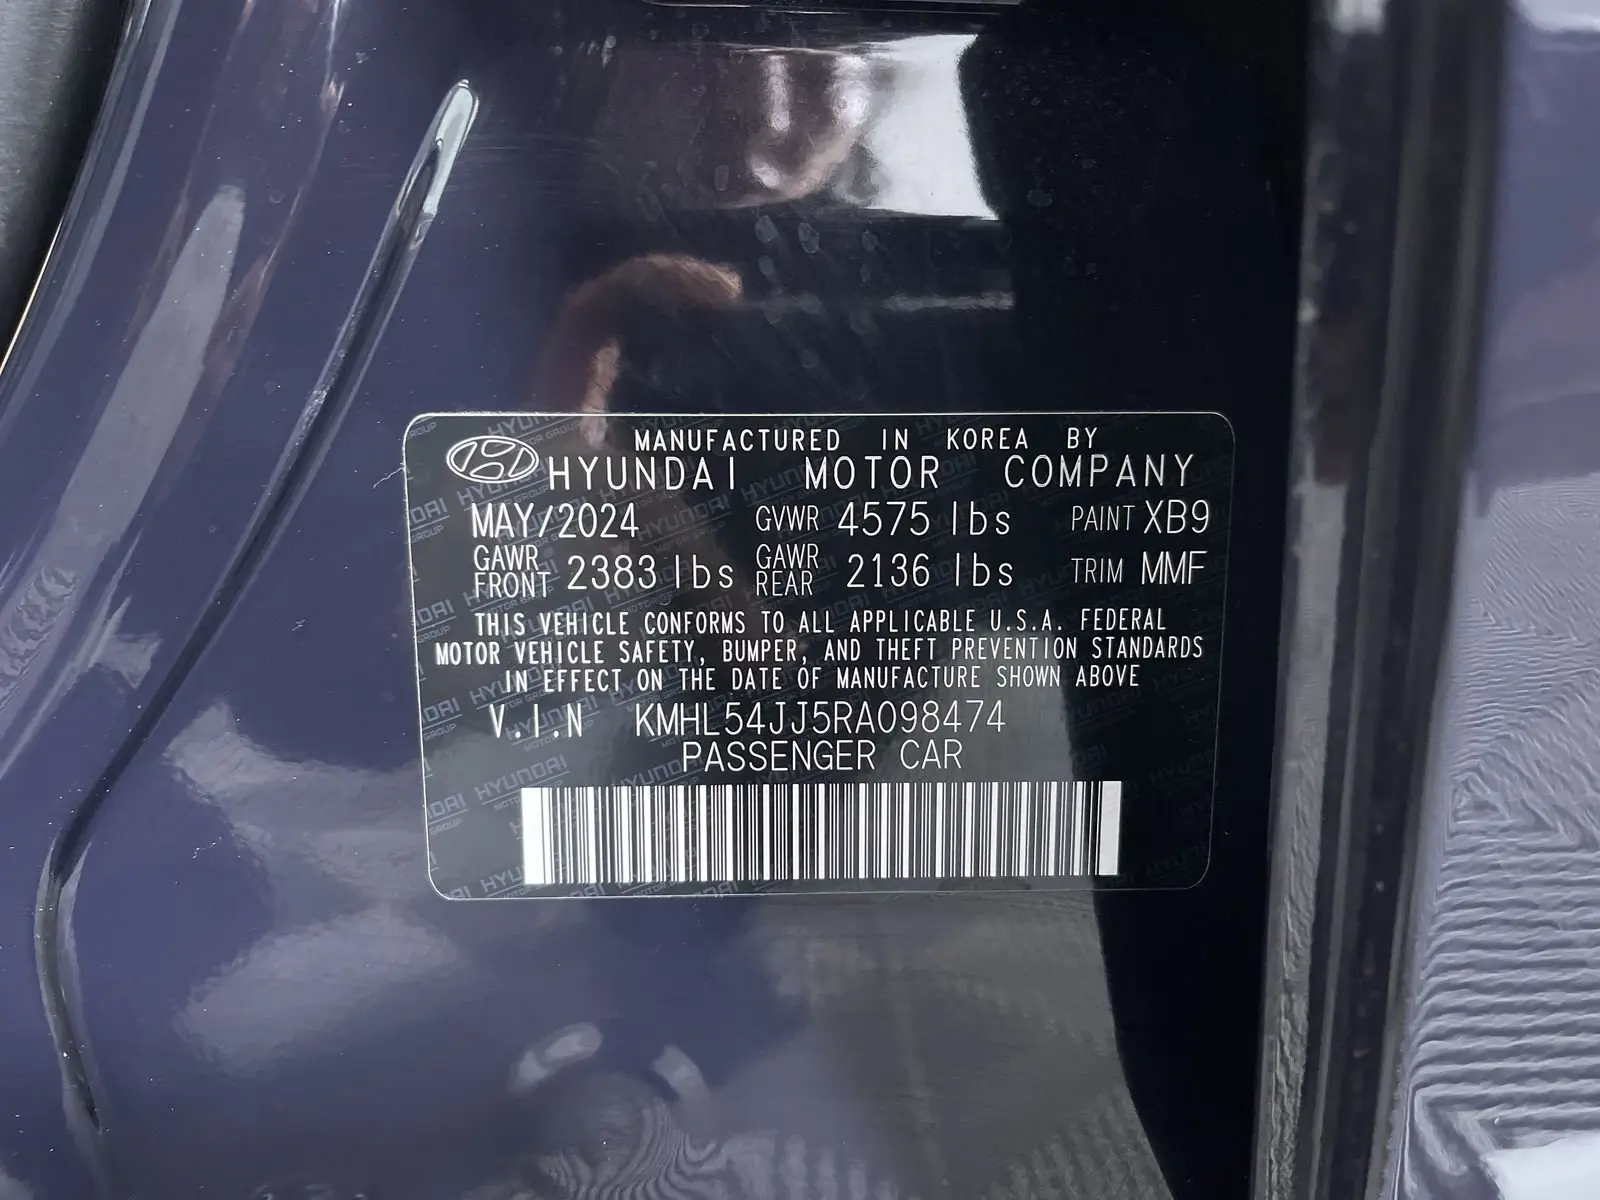 MANUFACTURED IN KOREA BY
HYUNDAI MOTOR COMPANY
MAY/2024 GVWR 4575 lbs PAINT XB9
GAWR FRONT 2383 lbs GAWR REAR 2136 lbs TRIM MMF
THIS VEHICLE CONFORMS TO ALL APPLICABLE U.S.A. FEDERAL
MOTOR VEHICLE SAFETY, BUMPER, AND THEFT PREVENTION STANDARDS
IN EFFECT ON THE DATE OF MANUFACTURE SHOWN ABOVE
V.I.N KMHL54JJ5RA098474
PASSENGER CAR